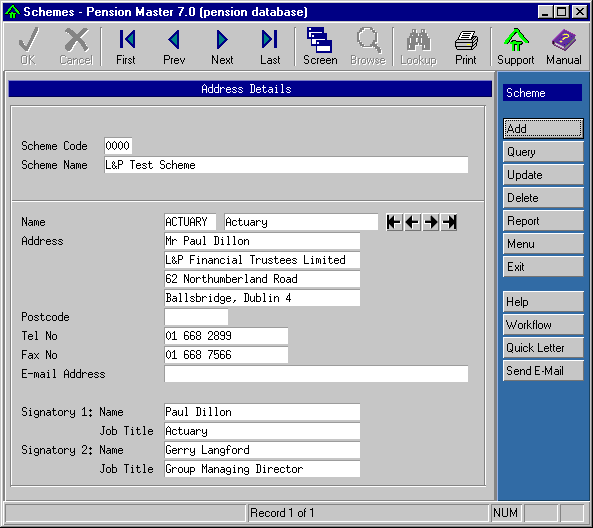 Schemes - Pension Master 7.0 (pension database)
OK Cancel First Prev Next Last Screen Browse Lookup Print Support Manual
Address Details
Scheme
Scheme Code 0000
Scheme Name L&P Test Scheme
Add
Query
Update
Delete
Report
Menu
Exit
Help
Workflow
Quick Letter
Send E-Mail
Name ACTUARY Actuary
Address Mr Paul Dillon
L&P Financial Trustees Limited
62 Northumberland Road
Ballsbridge, Dublin 4
Postcode
Tel No 01 668 2899
Fax No 01 668 7566
E-mail Address
Signatory 1: Name Paul Dillon
Job Title Actuary
Signatory 2: Name Gerry Langford
Job Title Group Managing Director
Record 1 of 1 NUM